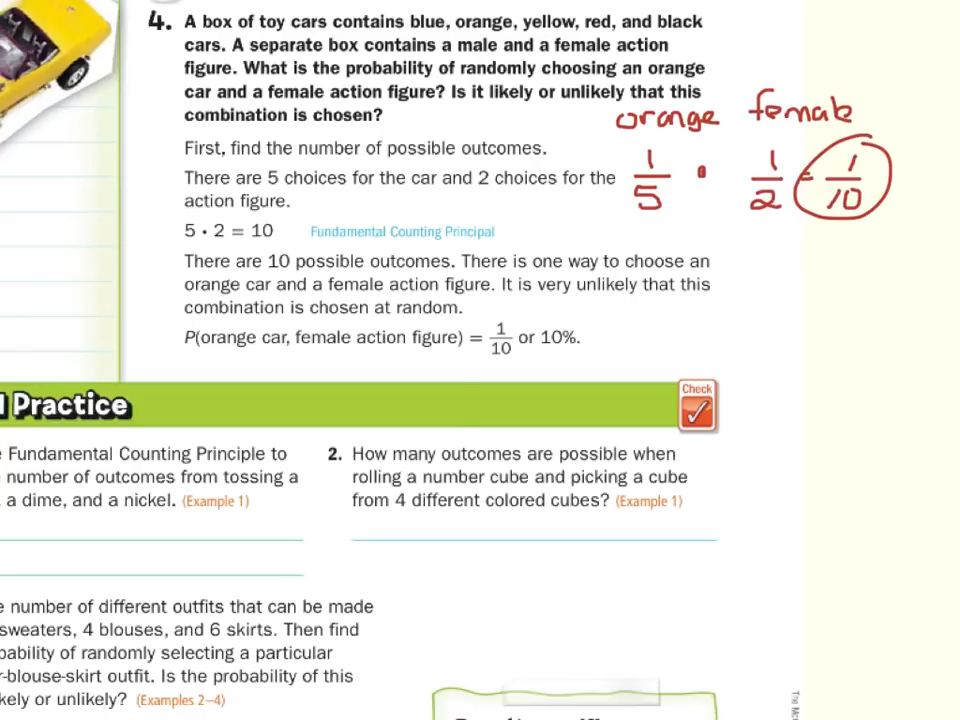 4. A box of toy cars contains blue, orange, yellow, red, and black
cars. A separate box contains a male and a female action
figure. What is the probability of randomly choosing an orange
car and a female action figure? Is it likely or unlikely that this
combination is chosen?
orange female
First, find the number of possible outcomes.
There are 5 choices for the car and 2 choices for the
action figure.
1/5 · 1/2 = 1/10
5 • 2 = 10 Fundamental Counting Principal
There are 10 possible outcomes. There is one way to choose an
orange car and a female action figure. It is very unlikely that this
combination is chosen at random.
P(orange car, female action figure) = 1/10 or 10%.
Practice
Check
Fundamental Counting Principle to
number of outcomes from tossing a
a dime, and a nickel. (Example 1)
2. How many outcomes are possible when
rolling a number cube and picking a cube
from 4 different colored cubes? (Example 1)
number of different outfits that can be made
sweaters, 4 blouses, and 6 skirts. Then find
pability of randomly selecting a particular
r-blouse-skirt outfit. Is the probability of this
kely or unlikely? (Examples 2–4)